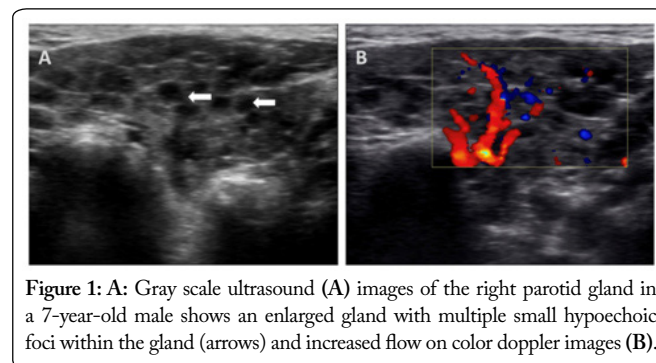 A
B
Figure 1: A: Gray scale ultrasound (A) images of the right parotid gland in
a 7-year-old male shows an enlarged gland with multiple small hypoechoic
foci within the gland (arrows) and increased flow on color doppler images (B).